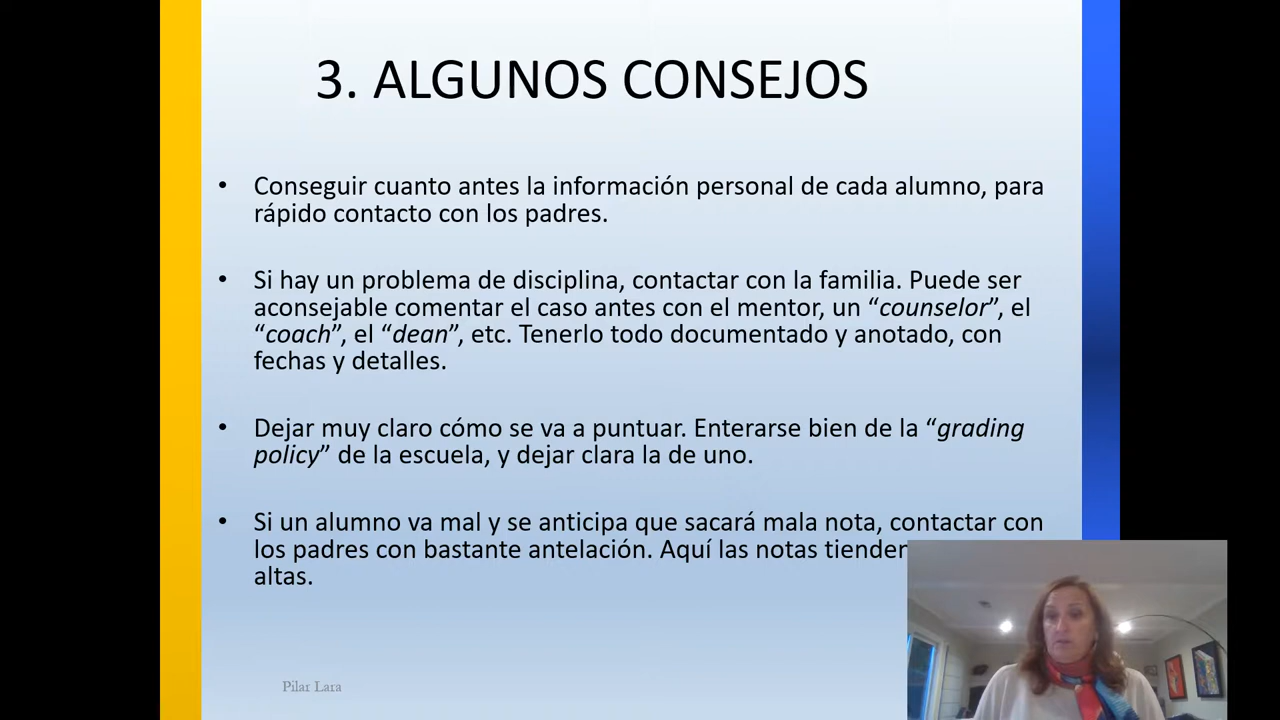 3. ALGUNOS CONSEJOS
• Conseguir cuanto antes la información personal de cada alumno, para
rápido contacto con los padres.
• Si hay un problema de disciplina, contactar con la familia. Puede ser
aconsejable comentar el caso antes con el mentor, un “counselor”, el
“coach”, el “dean”, etc. Tenerlo todo documentado y anotado, con
fechas y detalles.
• Dejar muy claro cómo se va a puntuar. Enterarse bien de la “grading
policy” de la escuela, y dejar clara la de uno.
• Si un alumno va mal y se anticipa que sacará mala nota, contactar con
los padres con bastante antelación. Aquí las notas
altas.
Pilar Lara